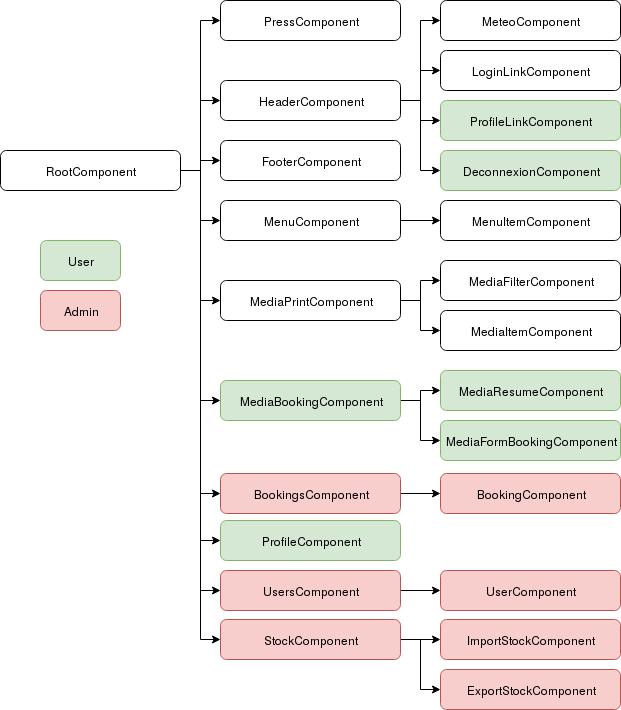 PressComponent
MeteoComponent
LoginLinkComponent
HeaderComponent
ProfileLinkComponent
FooterComponent
RootComponent
DeconnexionComponent
MenuComponent
MenuItemComponent
User
MediaFilterComponent
Admin
MediaPrintComponent
MediaItemComponent
MediaBookingComponent
MediaResumeComponent
MediaFormBookingComponent
BookingsComponent
BookingComponent
ProfileComponent
UsersComponent
UserComponent
StockComponent
ImportStockComponent
ExportStockComponent